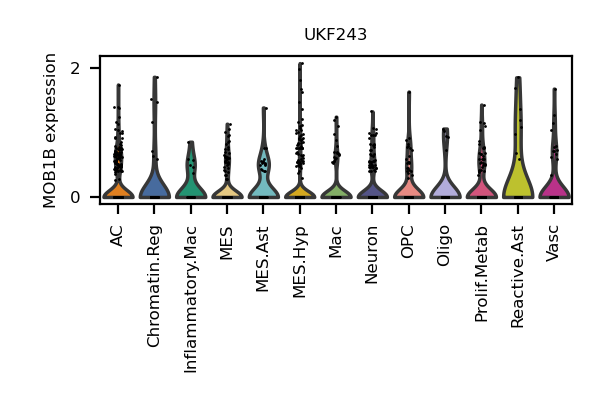 UKF243
MOB1B expression
2
0
AC
Chromatin.Reg
Inflammatory.Mac
MES
MES.Ast
MES.Hyp
Mac
Neuron
OPC
Oligo
Prolif.Metab
Reactive.Ast
Vasc